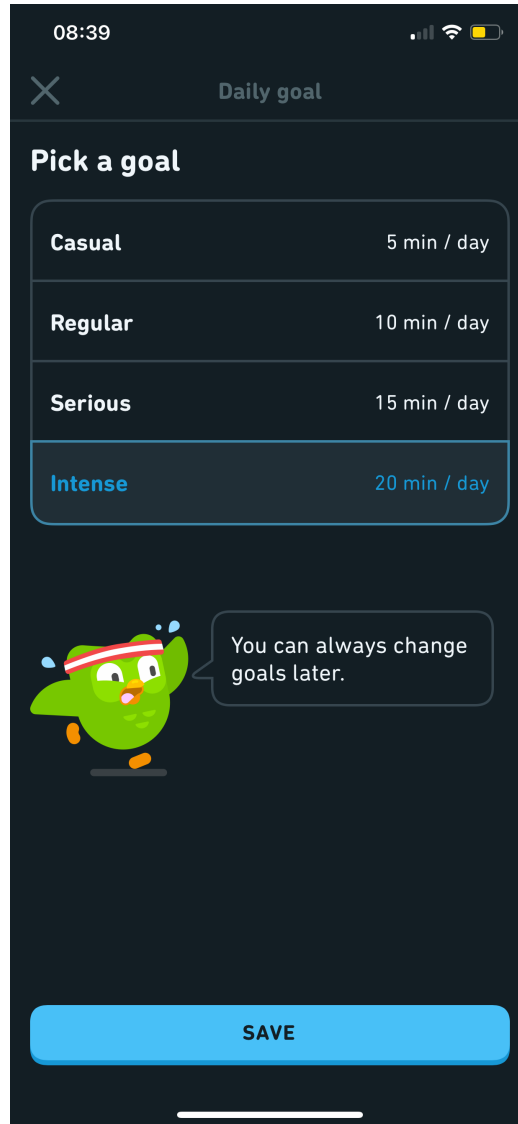 08:39
Daily goal
Pick a goal
Casual 5 min / day
Regular 10 min / day
Serious 15 min / day
Intense 20 min / day
You can always change
goals later.
SAVE